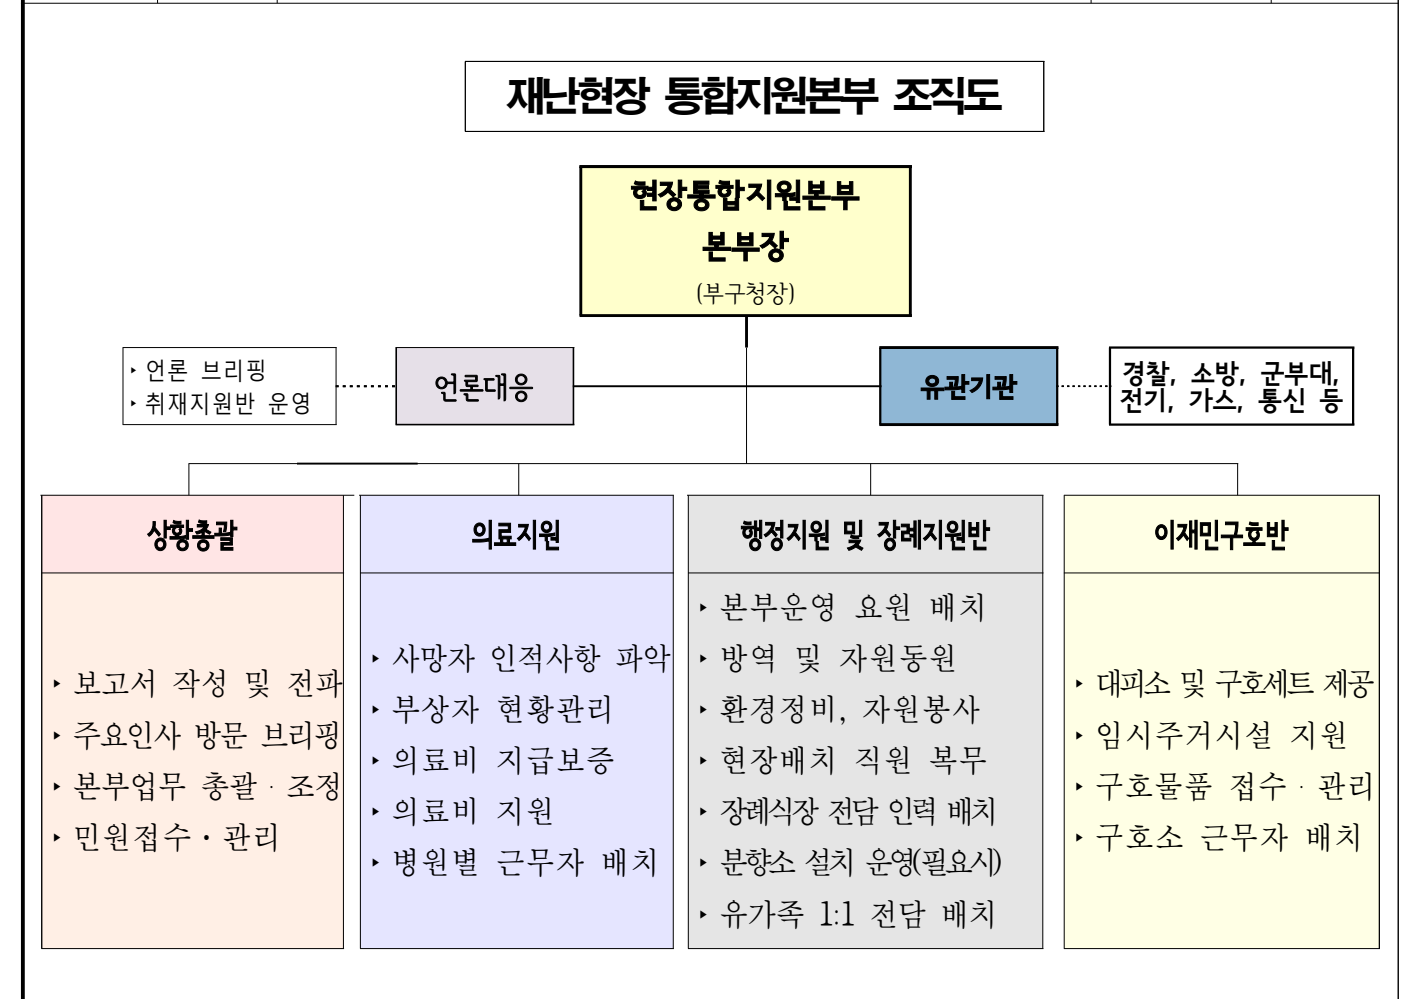 재난현장 통합지원본부 조직도
현장통합지원본부
본부장
(부구청장)
‣ 언론 브리핑
‣ 취재지원반 운영
언론대응
유관기관
경찰, 소방, 군부대,
전기, 가스, 통신 등
상황총괄
‣ 보고서 작성 및 전파
‣ 주요인사 방문 브리핑
‣ 본부업무 총괄·조정
‣ 민원접수·관리
의료지원
‣ 사망자 인적사항 파악
‣ 부상자 현황관리
‣ 의료비 지급보증
‣ 의료비 지원
‣ 병원별 근무자 배치
행정지원 및 장례지원반
‣ 본부운영 요원 배치
‣ 방역 및 자원동원
‣ 환경정비, 자원봉사
‣ 현장배치 직원 복무
‣ 장례식장 전담 인력 배치
‣ 분향소 설치 운영(필요시)
‣ 유가족 1:1 전담 배치
이재민구호반
‣ 대피소 및 구호세트 제공
‣ 임시주거시설 지원
‣ 구호물품 접수·관리
‣ 구호소 근무자 배치